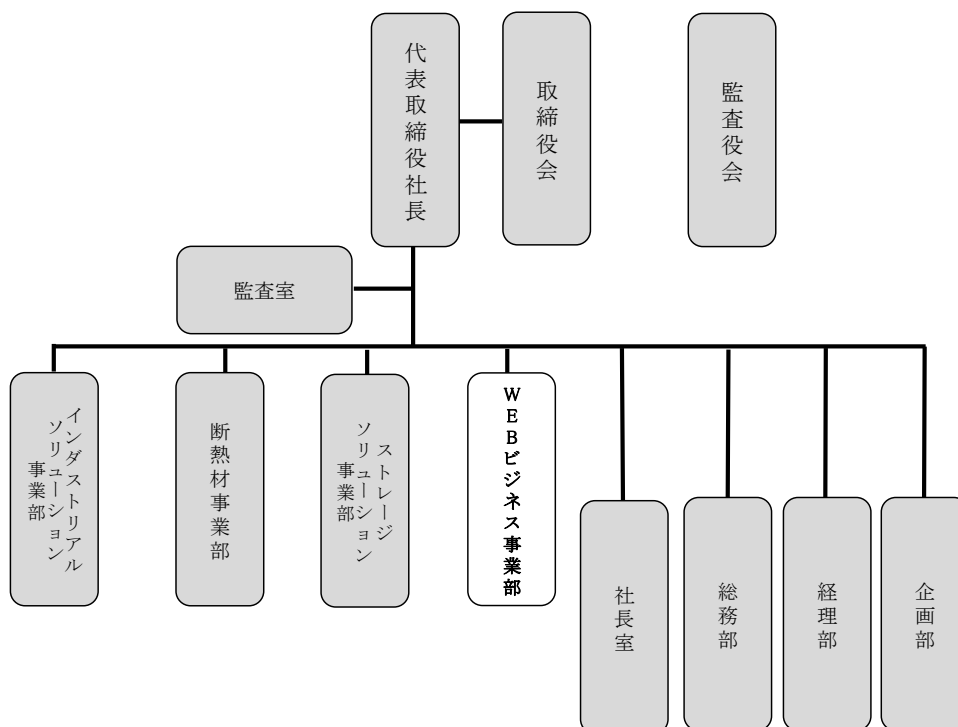 代表取締役社長
取締役会
監査役会
監査室
インダストリアル
ソリューション
事業部
断熱材事業部
ストレージ
ソリューション
事業部
WEBビジネス事業部
社長室
総務部
経理部
企画部